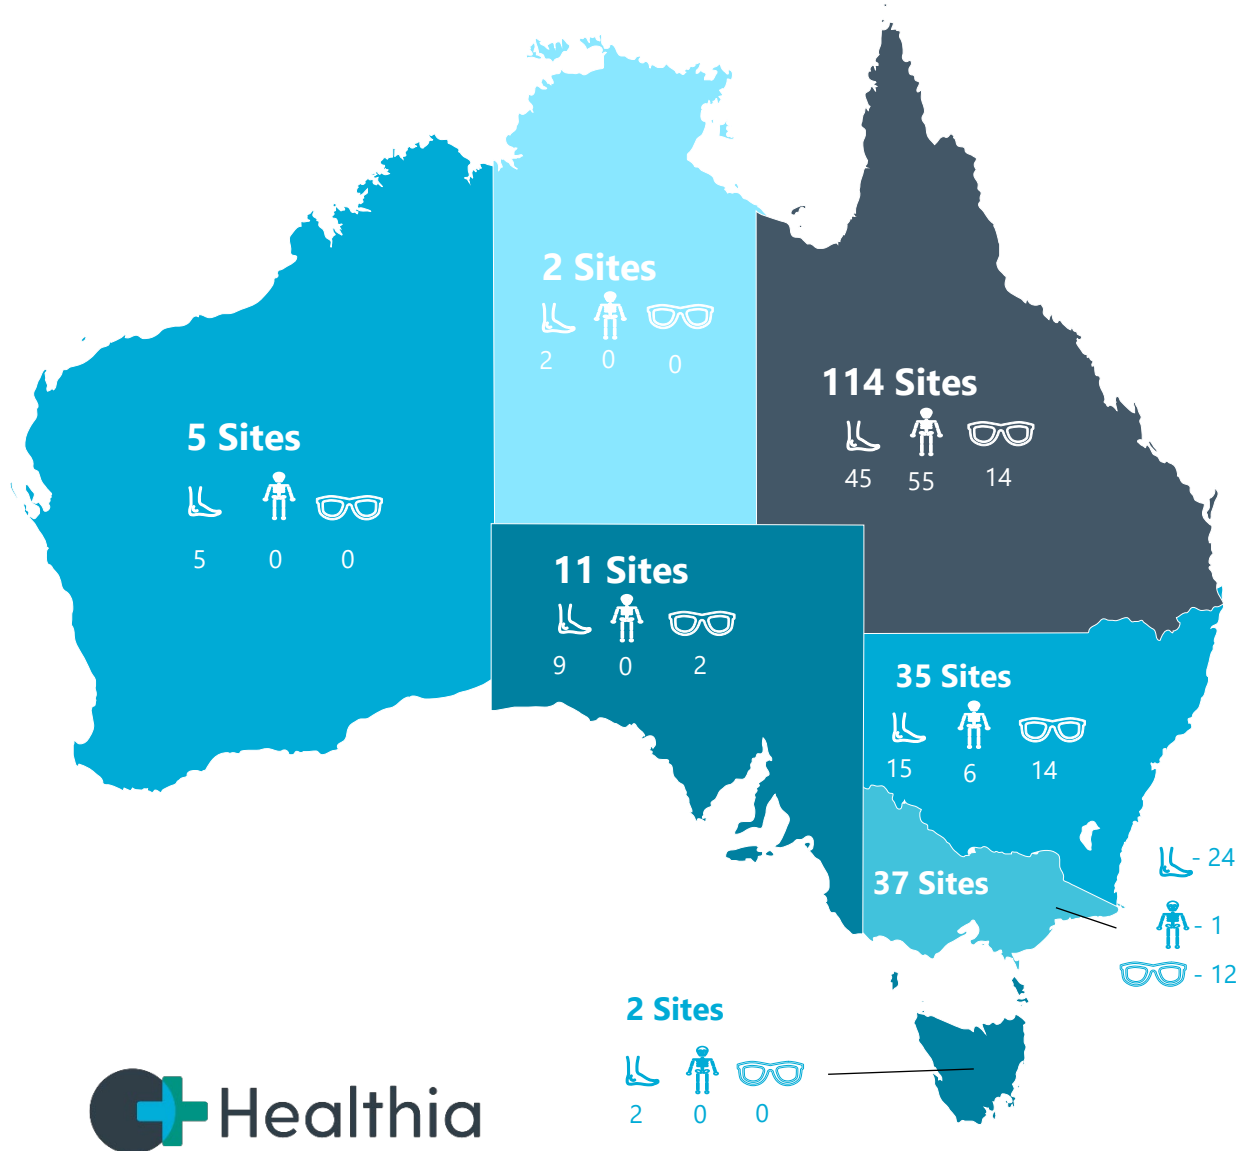 2 Sites
2 0 0
114 Sites
45 55 14
5 Sites
5 0 0
11 Sites
9 0 2
35 Sites
15 6 14
37 Sites
- 24
- 1
- 12
2 Sites
2 0 0
Healthia